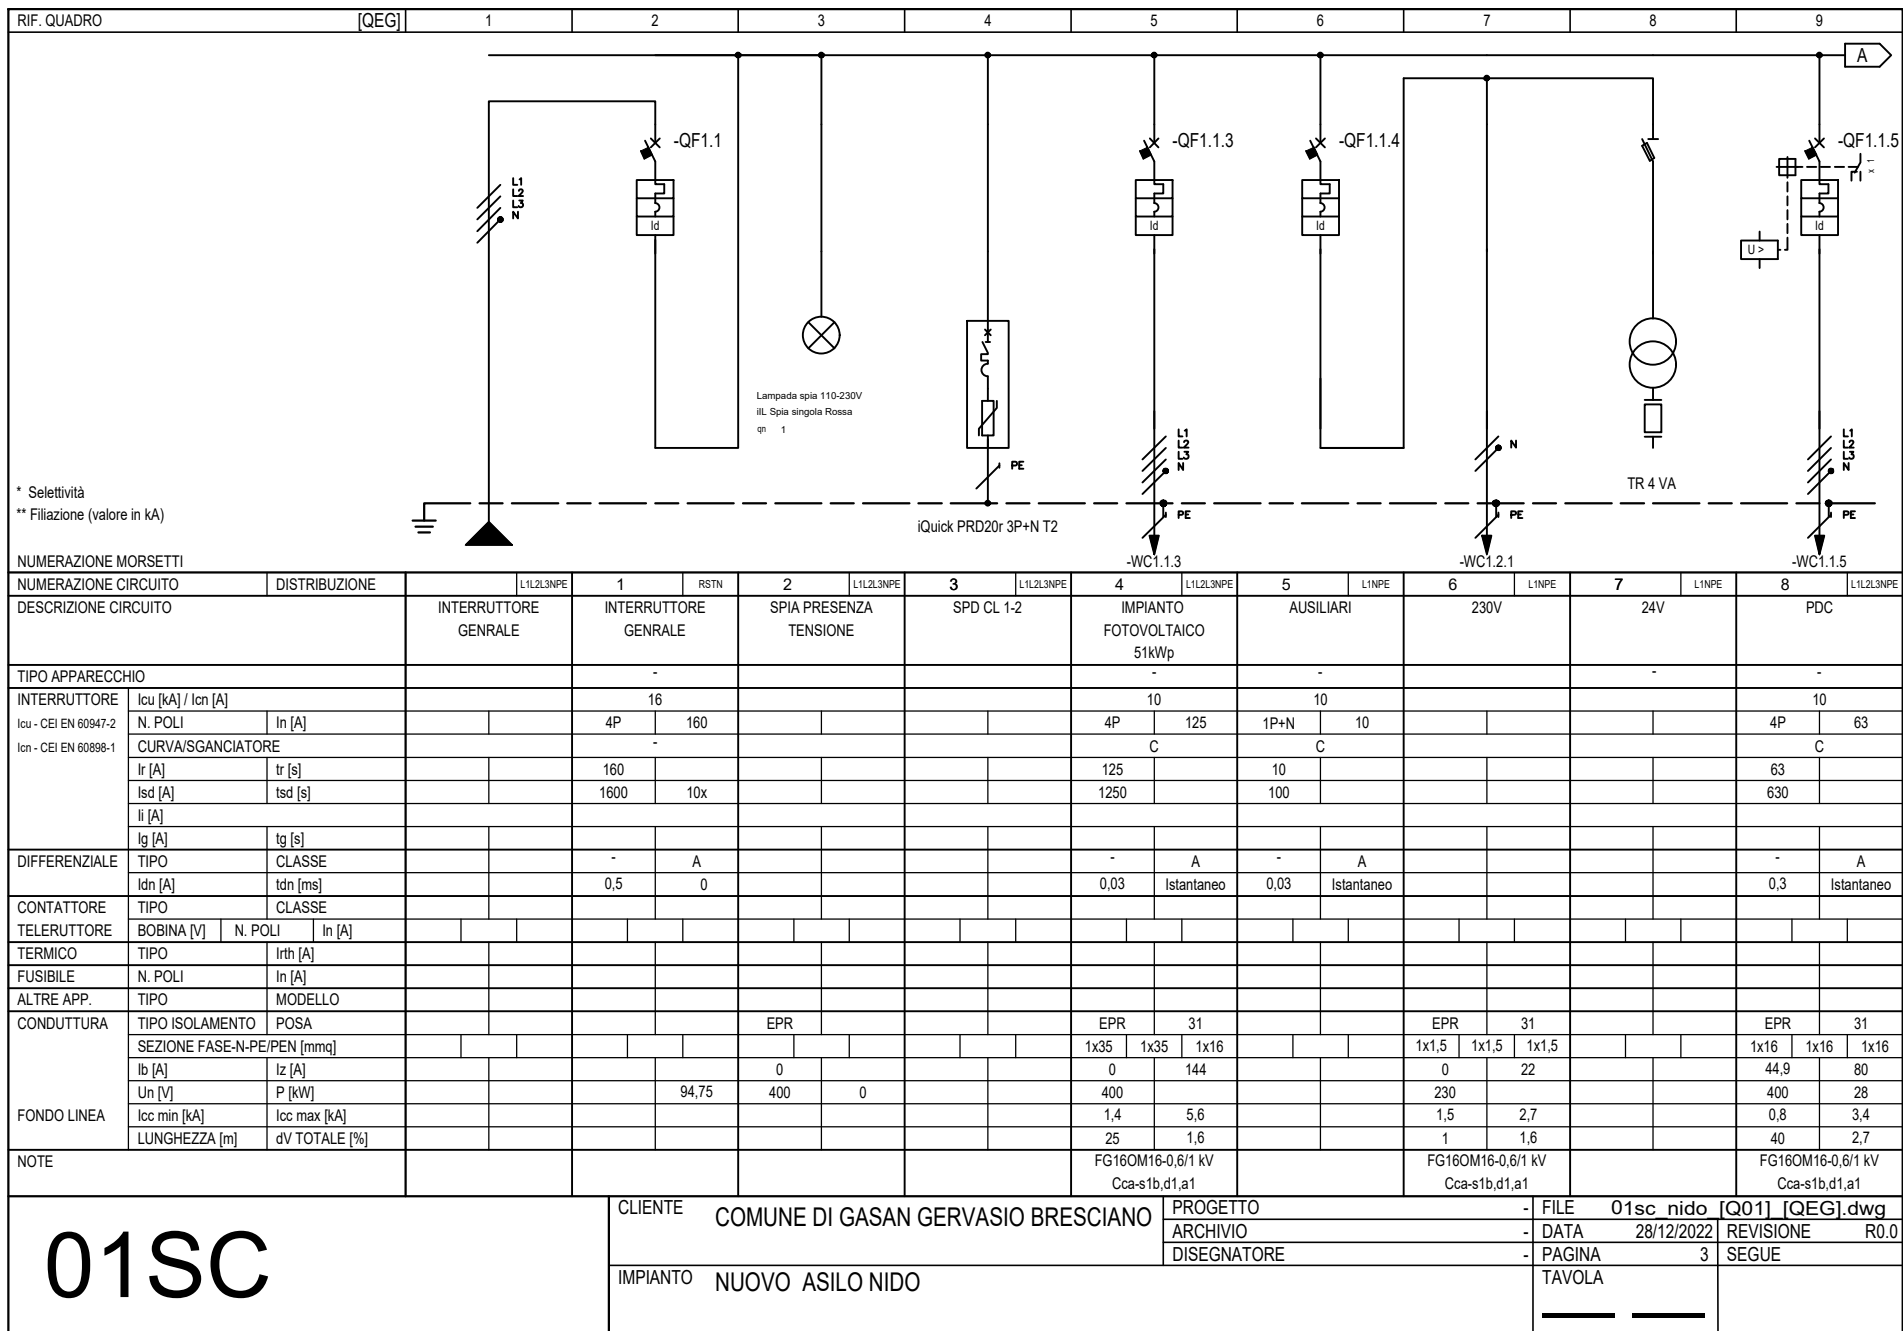 RIF. QUADRO [QEG] 1 2 3 4 5 6 7 8 9
A
-QF1.1 -QF1.1.3 -QF1.1.4 -QF1.1.5
x 1
L1
L2
L3
N
Id Id Id Id
U >
Lampada spia 110-230V
iIL Spia singola Rossa
qn 1
L1
L2
L3
N
N
L1
L2
L3
N
PE
TR 4 VA
* Selettività
** Filiazione (valore in kA)
PE PE PE
iQuick PRD20r 3P+N T2
NUMERAZIONE MORSETTI -WC1.1.3 -WC1.2.1 -WC1.1.5
NUMERAZIONE CIRCUITO DISTRIBUZIONE L1L2L3NPE 1 RSTN 2 L1L2L3NPE 3 L1L2L3NPE 4 L1L2L3NPE 5 L1NPE 6 L1NPE 7 L1NPE 8 L1L2L3NPE
DESCRIZIONE CIRCUITO INTERRUTTORE INTERRUTTORE SPIA PRESENZA SPD CL 1-2 IMPIANTO AUSILIARI 230V 24V PDC
GENRALE GENRALE TENSIONE FOTOVOLTAICO
51kWp
TIPO APPARECCHIO - - - - -
INTERRUTTORE Icu [kA] / Icn [A] 16 10 10 10
Icu - CEI EN 60947-2 N. POLI In [A] 4P 160 4P 125 1P+N 10 4P 63
Icn - CEI EN 60898-1 CURVA/SGANCIATORE - C C C
Ir [A] tr [s] 160 125 10 63
Isd [A] tsd [s] 1600 10x 1250 100 630
Ii [A]
Ig [A] tg [s]
DIFFERENZIALE TIPO CLASSE - A - A - A - A
Idn [A] tdn [ms] 0,5 0 0,03 Istantaneo 0,03 Istantaneo 0,3 Istantaneo
CONTATTORE TIPO CLASSE
TELERUTTORE BOBINA [V] N. POLI In [A]
TERMICO TIPO Irth [A]
FUSIBILE N. POLI In [A]
ALTRE APP. TIPO MODELLO
CONDUTTURA TIPO ISOLAMENTO POSA EPR EPR 31 EPR 31 EPR 31
SEZIONE FASE-N-PE/PEN [mmq] 1x35 1x35 1x16 1x1,5 1x1,5 1x1,5 1x16 1x16 1x16
Ib [A] Iz [A] 0 0 144 0 22 44,9 80
Un [V] P [kW] 94,75 400 0 400 230 400 28
FONDO LINEA Icc min [kA] Icc max [kA] 1,4 5,6 1,5 2,7 0,8 3,4
LUNGHEZZA [m] dV TOTALE [%] 25 1,6 1 1,6 40 2,7
NOTE FG16OM16-0,6/1 kV FG16OM16-0,6/1 kV FG16OM16-0,6/1 kV
Cca-s1b,d1,a1 Cca-s1b,d1,a1 Cca-s1b,d1,a1
01SC
CLIENTE COMUNE DI GASAN GERVASIO BRESCIANO
IMPIANTO NUOVO ASILO NIDO
PROGETTO - FILE 01sc_nido_[Q01]_[QEG].dwg
ARCHIVIO - DATA 28/12/2022 REVISIONE R0.0
DISEGNATORE - PAGINA 3 SEGUE
TAVOLA